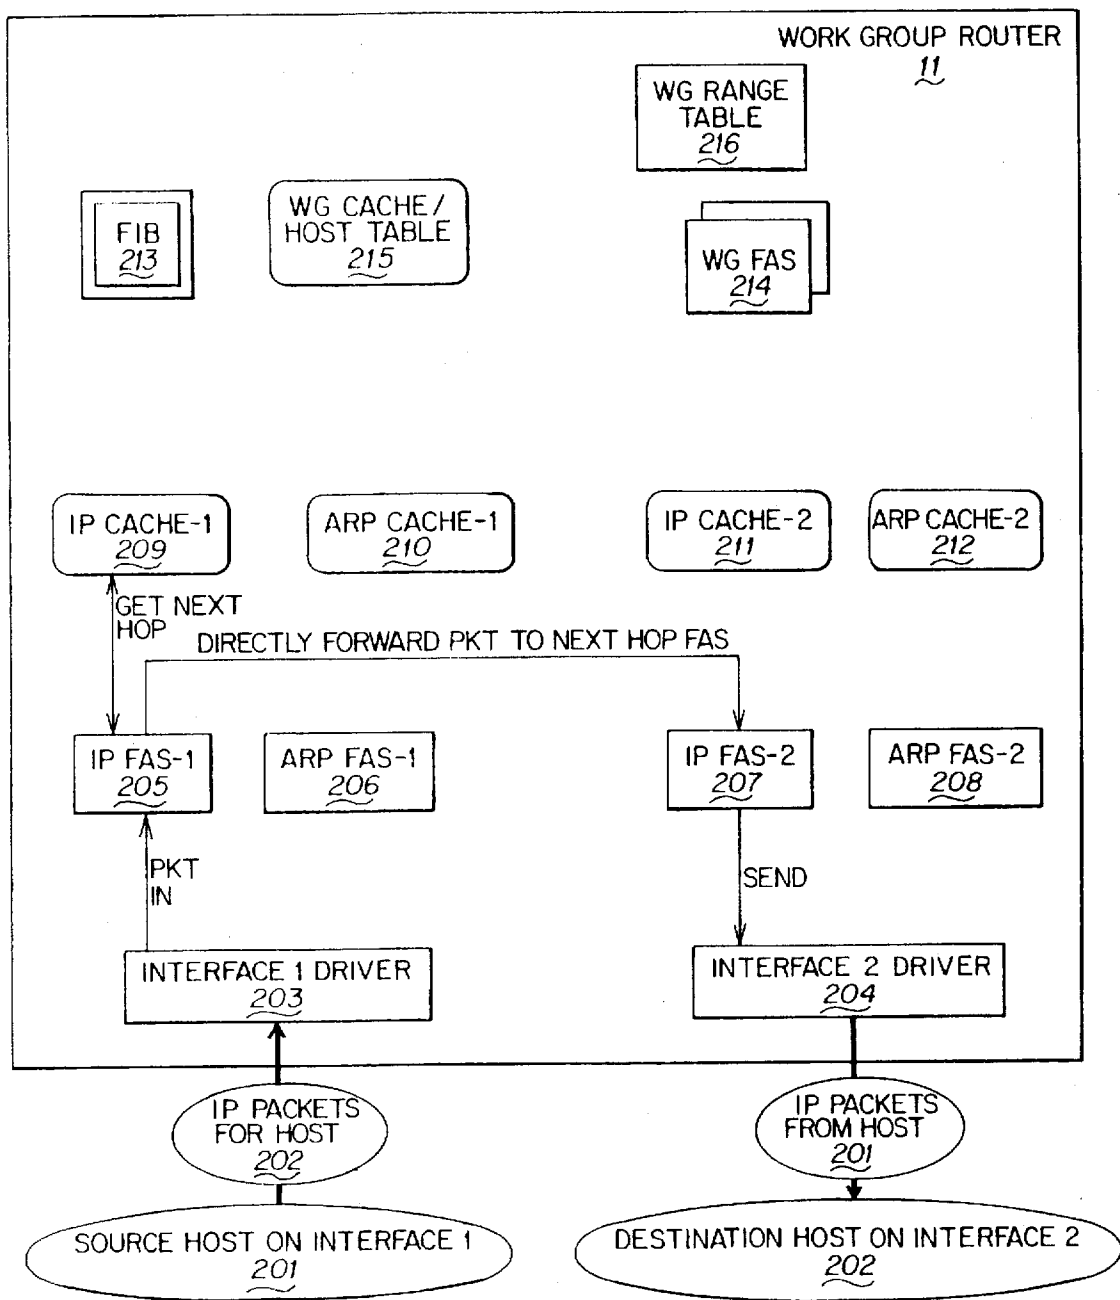 WORK GROUP ROUTER
11
WG RANGE
TABLE
216
FIB
213
WG CACHE/
HOST TABLE
215
WG FAS
214
IP CACHE-1
209
ARP CACHE-1
210
IP CACHE-2
211
ARP CACHE-2
212
GET NEXT
HOP
DIRECTLY FORWARD PKT TO NEXT HOP FAS
IP FAS-1
205
ARP FAS-1
206
IP FAS-2
207
ARP FAS-2
208
PKT
IN
SEND
INTERFACE 1 DRIVER
203
INTERFACE 2 DRIVER
204
IP PACKETS
FOR HOST
202
IP PACKETS
FROM HOST
201
SOURCE HOST ON INTERFACE 1
201
DESTINATION HOST ON INTERFACE 2
202